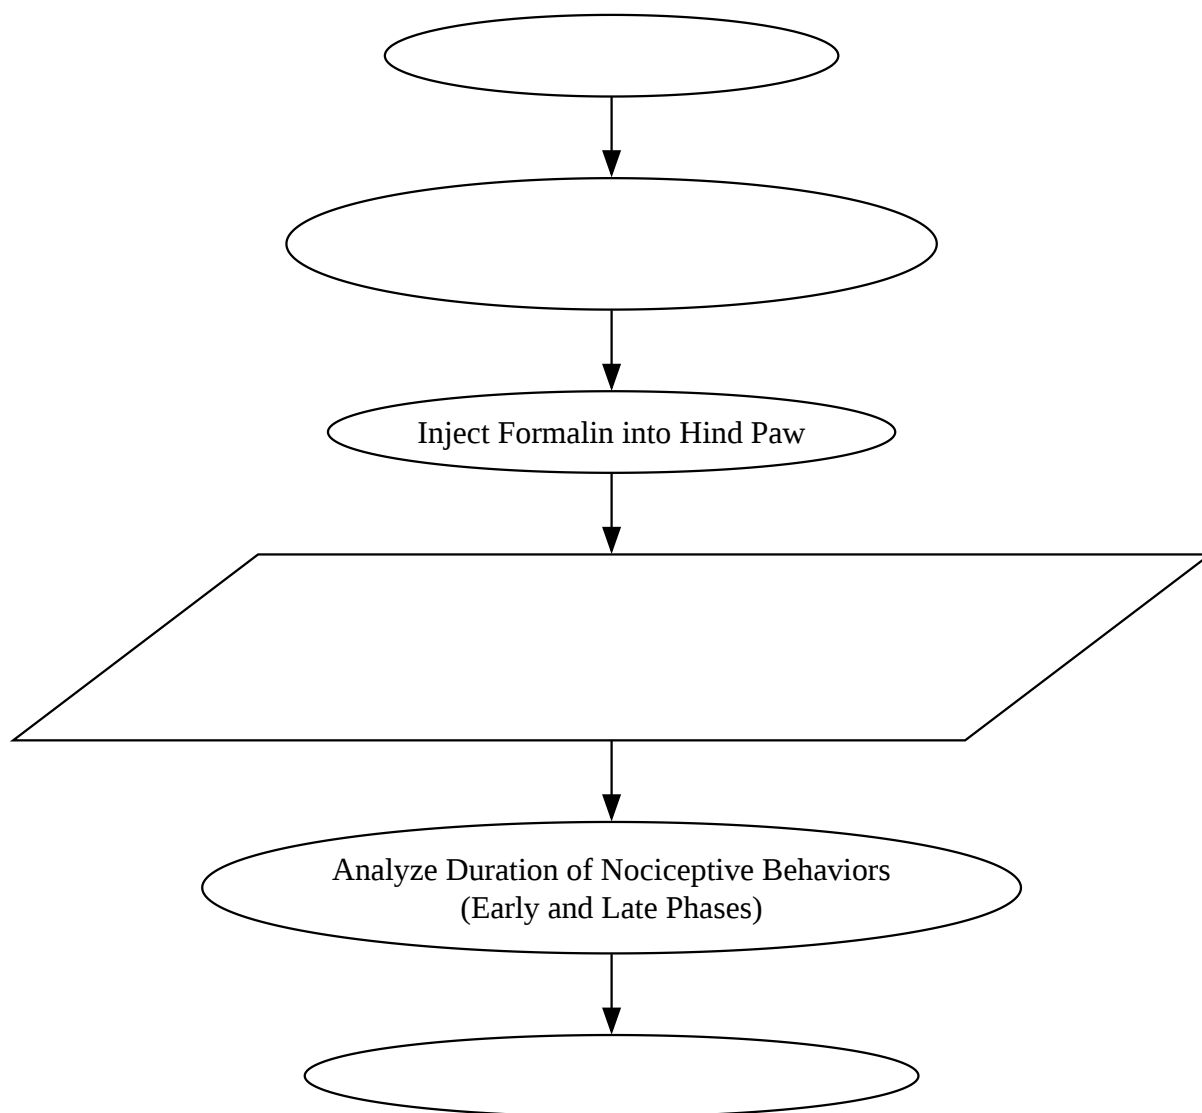 Inject Formalin into Hind Paw
Analyze Duration of Nociceptive Behaviors
(Early and Late Phases)